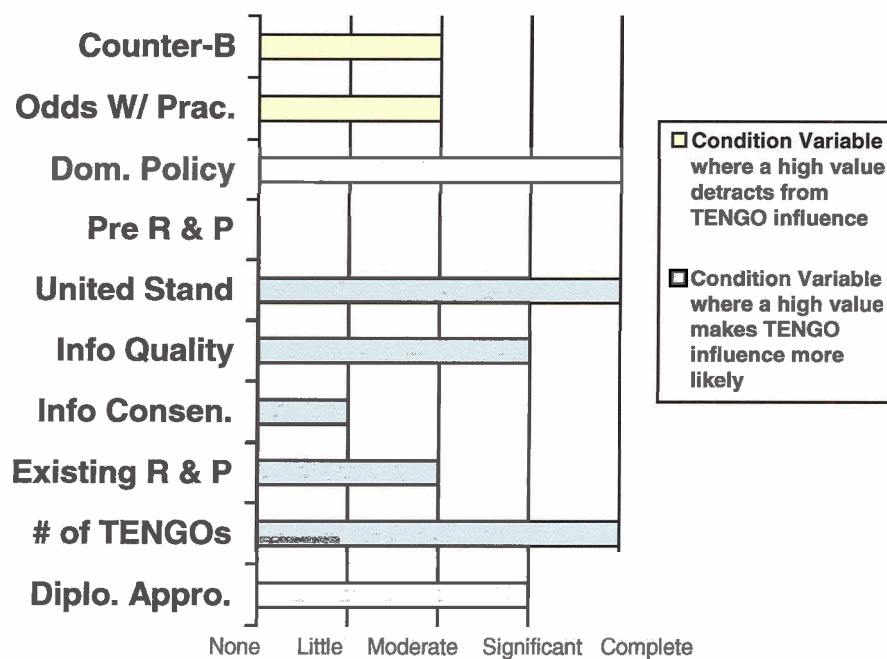 Counter-B
Odds W/ Prac.
Dom. Policy
Pre R & P
United Stand
Info Quality
Info Consen.
Existing R & P
# of TENGOs
Diplo. Appro.
None Little Moderate Significant Complete
Condition Variable
where a high value
detracts from
TENGO influence
Condition Variable
where a high value
makes TENGO
influence more
likely